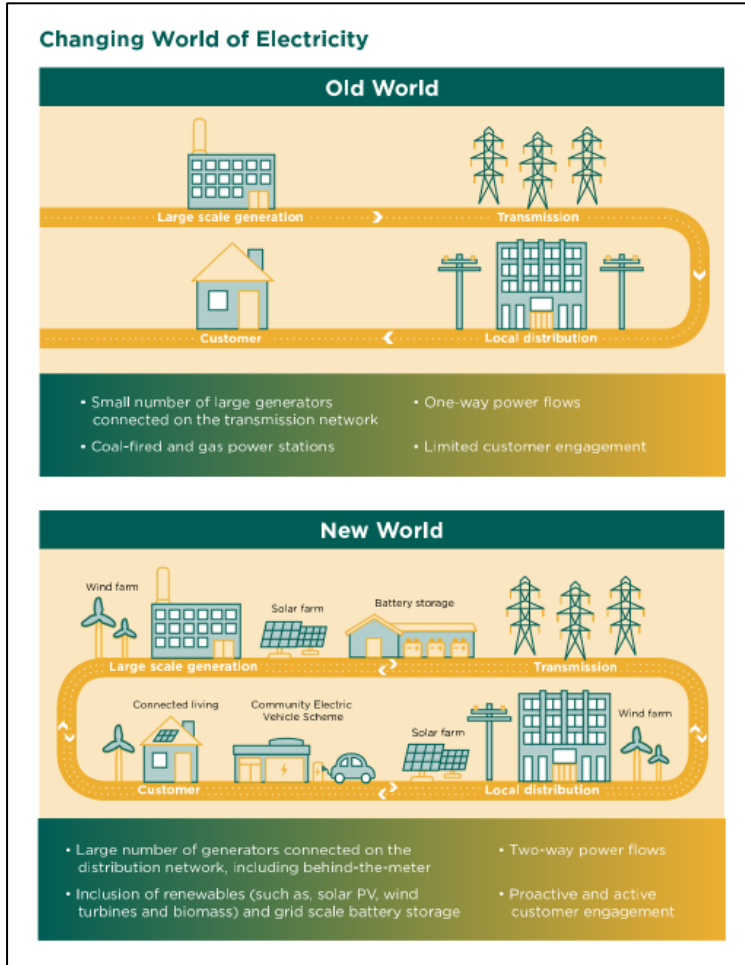 Changing World of Electricity
Old World
Large scale generation
Transmission
Customer
Local distribution
• Small number of large generators
connected on the transmission network
• Coal-fired and gas power stations
• One-way power flows
• Limited customer engagement
New World
Wind farm
Solar farm
Battery storage
Large scale generation
Transmission
Connected living
Community Electric
Vehicle Scheme
Solar farm
Wind farm
Customer
Local distribution
• Large number of generators connected on the
distribution network, including behind-the-meter
• Inclusion of renewables (such as, solar PV, wind
turbines and biomass) and grid scale battery storage
• Two-way power flows
• Proactive and active
customer engagement